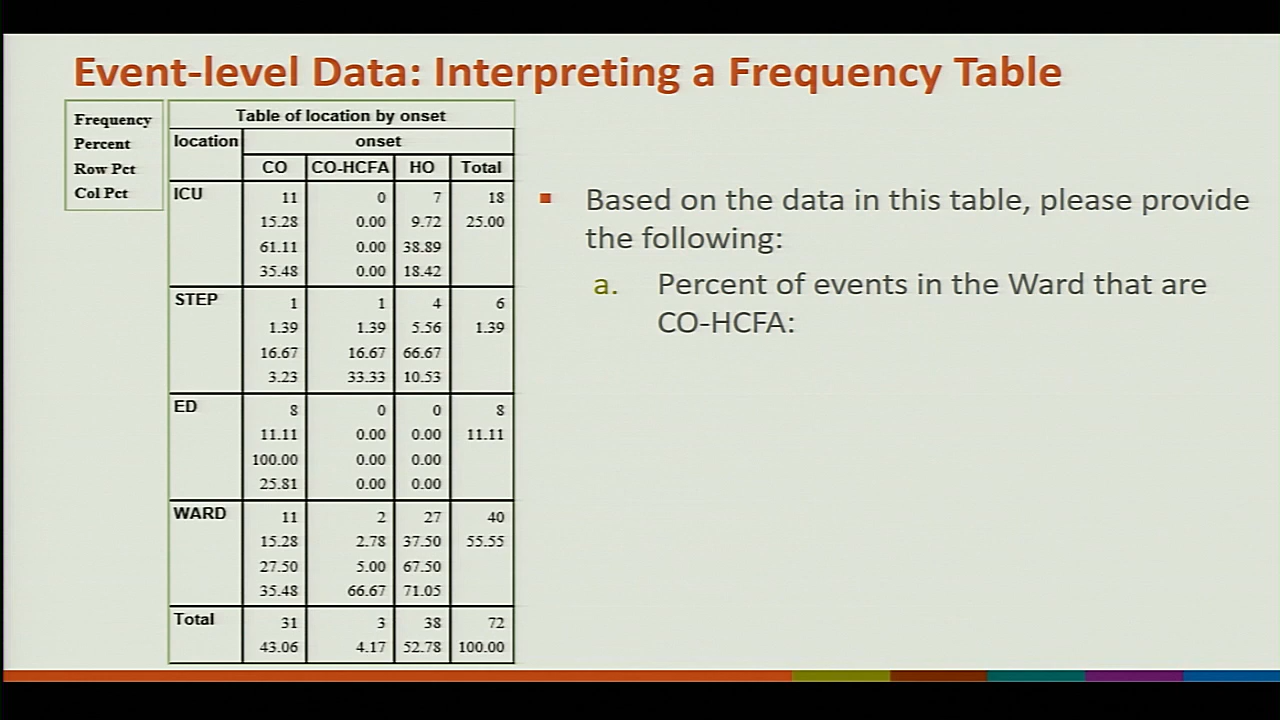 Event-level Data: Interpreting a Frequency Table
Frequency
Percent
Row Pct
Col Pct
Table of location by onset
location onset
CO CO-HCFA HO Total
ICU 11 0 7 18
15.28 0.00 9.72 25.00
61.11 0.00 38.89
35.48 0.00 18.42
STEP 1 1 4 6
1.39 1.39 5.56 1.39
16.67 16.67 66.67
3.23 33.33 10.53
ED 8 0 0 8
11.11 0.00 0.00 11.11
100.00 0.00 0.00
25.81 0.00 0.00
WARD 11 2 27 40
15.28 2.78 37.50 55.55
27.50 5.00 67.50
35.48 66.67 71.05
Total 31 3 38 72
43.06 4.17 52.78 100.00
▪ Based on the data in this table, please provide
the following:
a. Percent of events in the Ward that are
CO-HCFA: